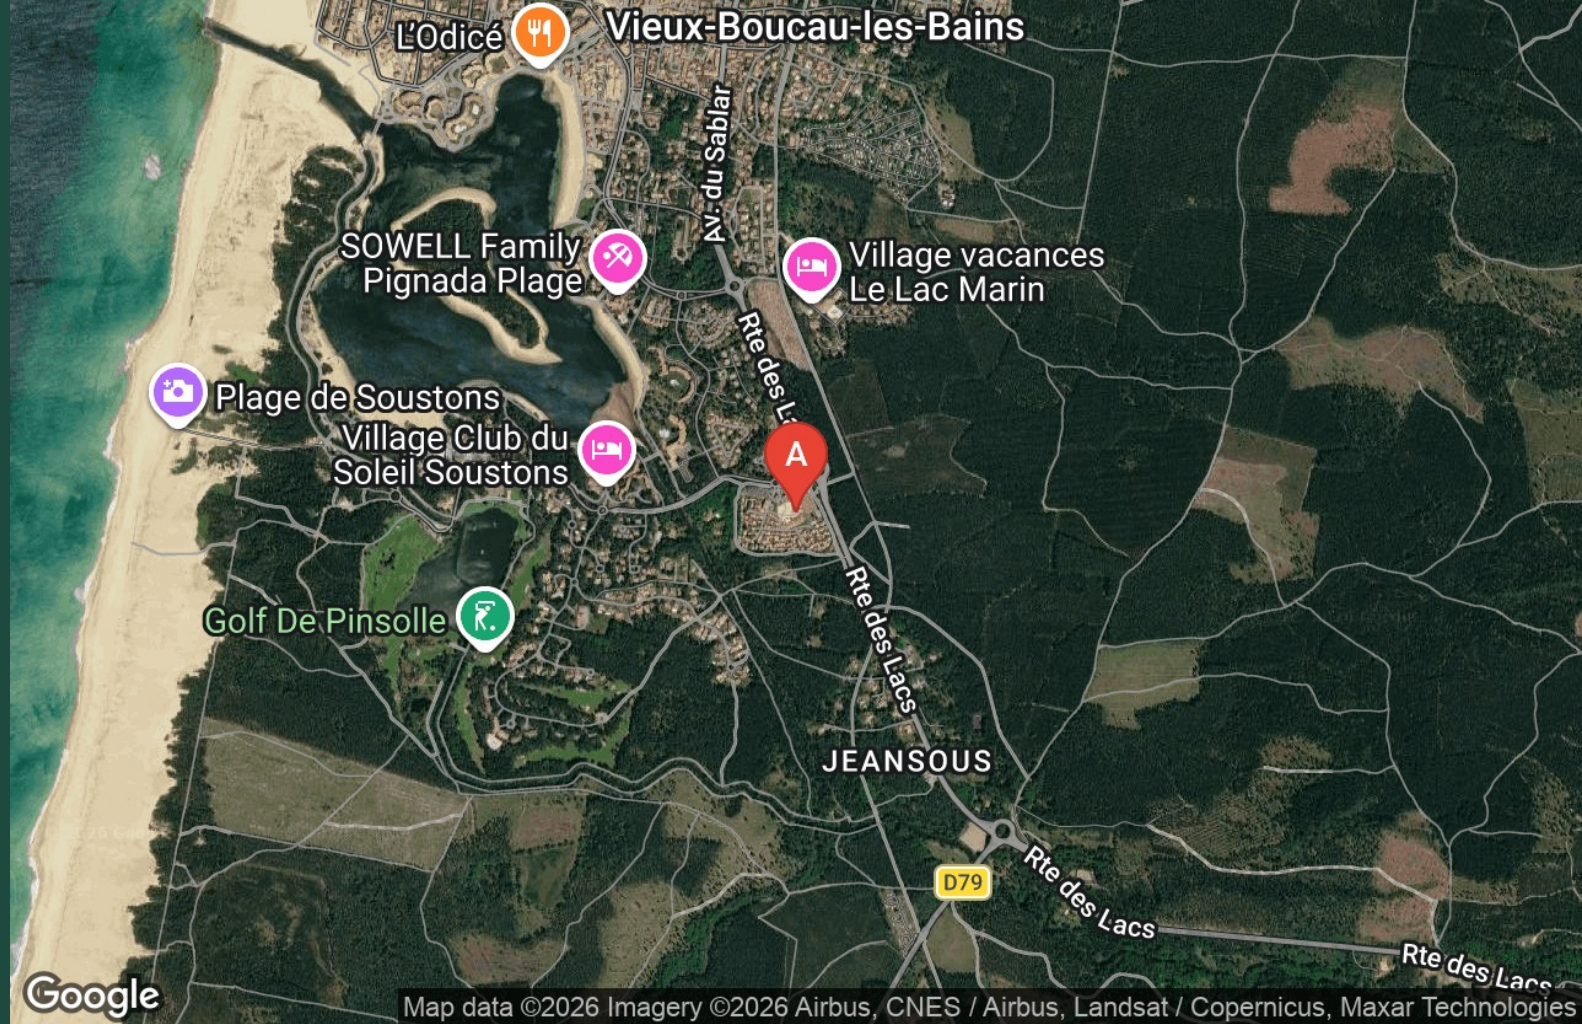 L'Odicé
Vieux-Boucau-les-Bains
Av. du Sablar
SOWELL Family
Pignada Plage
Village vacances
Le Lac Marin
Rte des La
Plage de Soustons
Village Club du
Soleil Soustons
A
Golf De Pinsolle
Rte des Lacs
JEANSOUS
D79
Rte des Lacs
Rte des Lacs
Google
Map data ©2026 Imagery ©2026 Airbus, CNES / Airbus, Landsat / Copernicus, Maxar Technologies